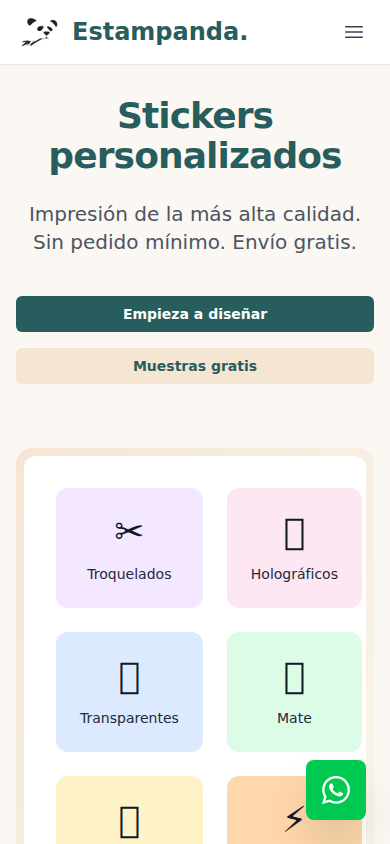 Estampanda.
Stickers
personalizados
Impresión de la más alta calidad.
Sin pedido mínimo. Envío gratis.
Empieza a diseñar
Muestras gratis
Troquelados
Holográficos
Transparentes
Mate